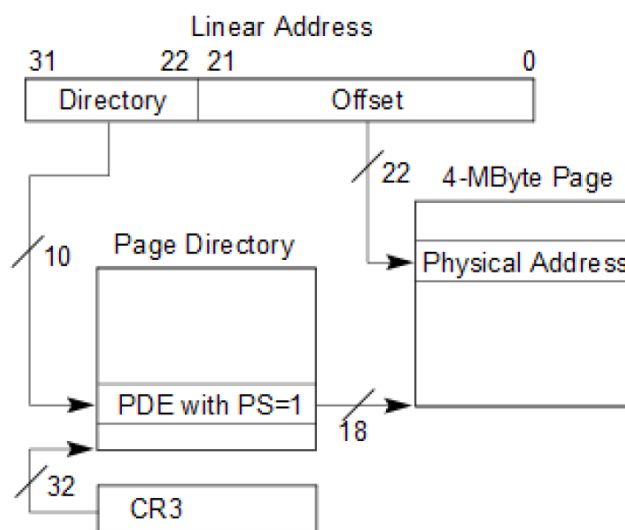 Linear Address
31 22 21 0
Directory Offset
22
4-MByte Page
10
Page Directory
Physical Address
PDE with PS=1
18
32
CR3